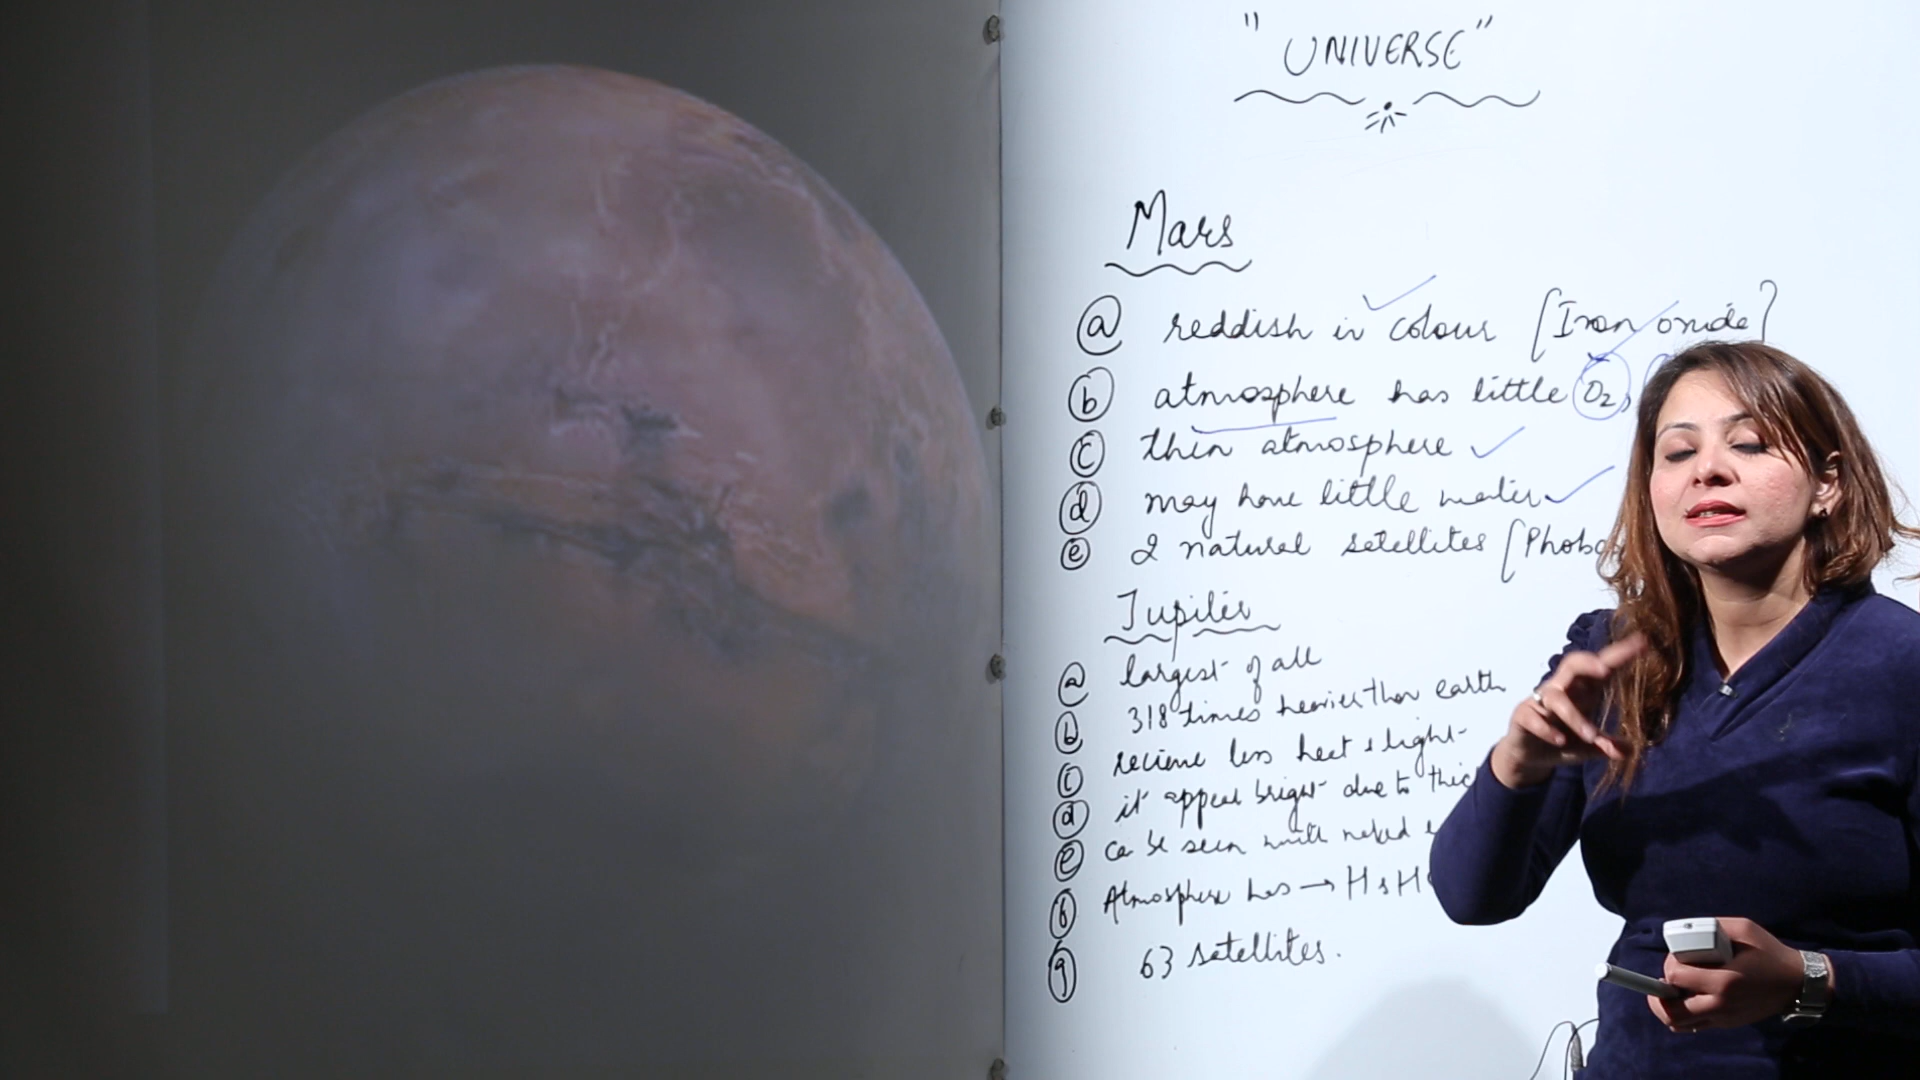 " UNIVERSE "
Mars
a reddish in colour [Iron oxide]
b atmosphere has little O2,
c thin atmosphere
d may have little water
e 2 natural satellites [Phobo
Jupiter
a largest of all
b 318 times heavier than earth
c recieve less heat & light
d it appear bright due to thic
e ca be seen with naked e
f Atmosphere has → H & H
g 63 satellites.